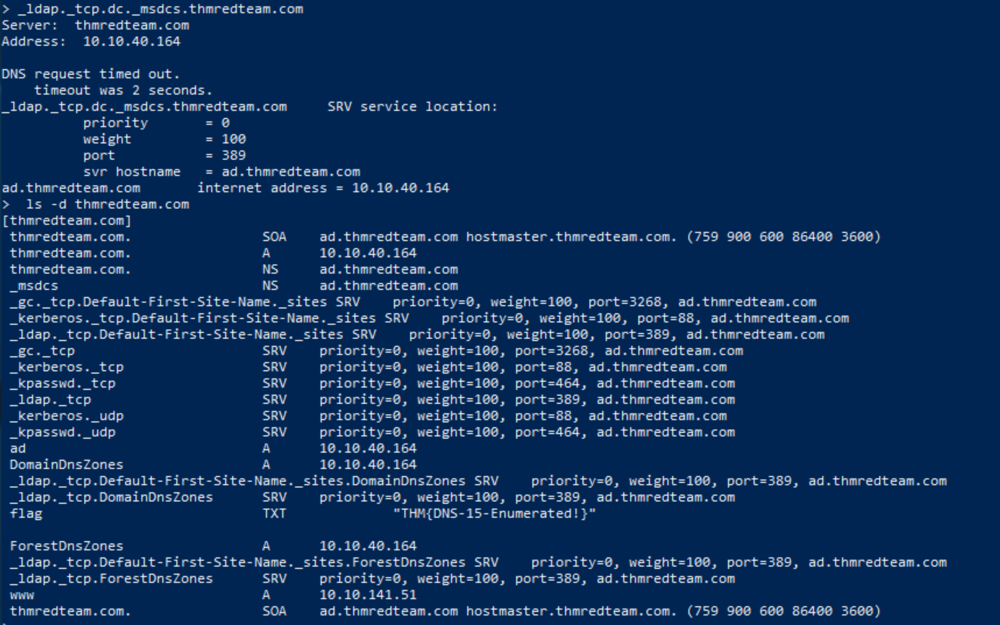 > _ldap._tcp.dc._msdcs.thmredteam.com
Server:  thmredteam.com
Address:  10.10.40.164
DNS request timed out.
    timeout was 2 seconds.
_ldap._tcp.dc._msdcs.thmredteam.com     SRV service location:
          priority       = 0
          weight         = 100
          port           = 389
          svr hostname   = ad.thmredteam.com
ad.thmredteam.com       internet address = 10.10.40.164
>  ls -d thmredteam.com
[thmredteam.com]
 thmredteam.com.                SOA    ad.thmredteam.com hostmaster.thmredteam.com. (759 900 600 86400 3600)
 thmredteam.com.                A      10.10.40.164
 thmredteam.com.                NS     ad.thmredteam.com
 _msdcs                         NS     ad.thmredteam.com
 _gc._tcp.Default-First-Site-Name._sites SRV    priority=0, weight=100, port=3268, ad.thmredteam.com
 _kerberos._tcp.Default-First-Site-Name._sites SRV    priority=0, weight=100, port=88, ad.thmredteam.com
 _ldap._tcp.Default-First-Site-Name._sites SRV    priority=0, weight=100, port=389, ad.thmredteam.com
 _gc._tcp                       SRV    priority=0, weight=100, port=3268, ad.thmredteam.com
 _kerberos._tcp                 SRV    priority=0, weight=100, port=88, ad.thmredteam.com
 _kpasswd._tcp                  SRV    priority=0, weight=100, port=464, ad.thmredteam.com
 _ldap._tcp                     SRV    priority=0, weight=100, port=389, ad.thmredteam.com
 _kerberos._udp                 SRV    priority=0, weight=100, port=88, ad.thmredteam.com
 _kpasswd._udp                  SRV    priority=0, weight=100, port=464, ad.thmredteam.com
 ad                             A      10.10.40.164
 DomainDnsZones                 A      10.10.40.164
 _ldap._tcp.Default-First-Site-Name._sites.DomainDnsZones SRV    priority=0, weight=100, port=389, ad.thmredteam.com
 _ldap._tcp.DomainDnsZones      SRV    priority=0, weight=100, port=389, ad.thmredteam.com
 flag                           TXT             "THM{DNS-15-Enumerated!}"
 ForestDnsZones                 A      10.10.40.164
 _ldap._tcp.Default-First-Site-Name._sites.ForestDnsZones SRV    priority=0, weight=100, port=389, ad.thmredteam.com
 _ldap._tcp.ForestDnsZones      SRV    priority=0, weight=100, port=389, ad.thmredteam.com
 www                            A      10.10.141.51
 thmredteam.com.                SOA    ad.thmredteam.com hostmaster.thmredteam.com. (759 900 600 86400 3600)